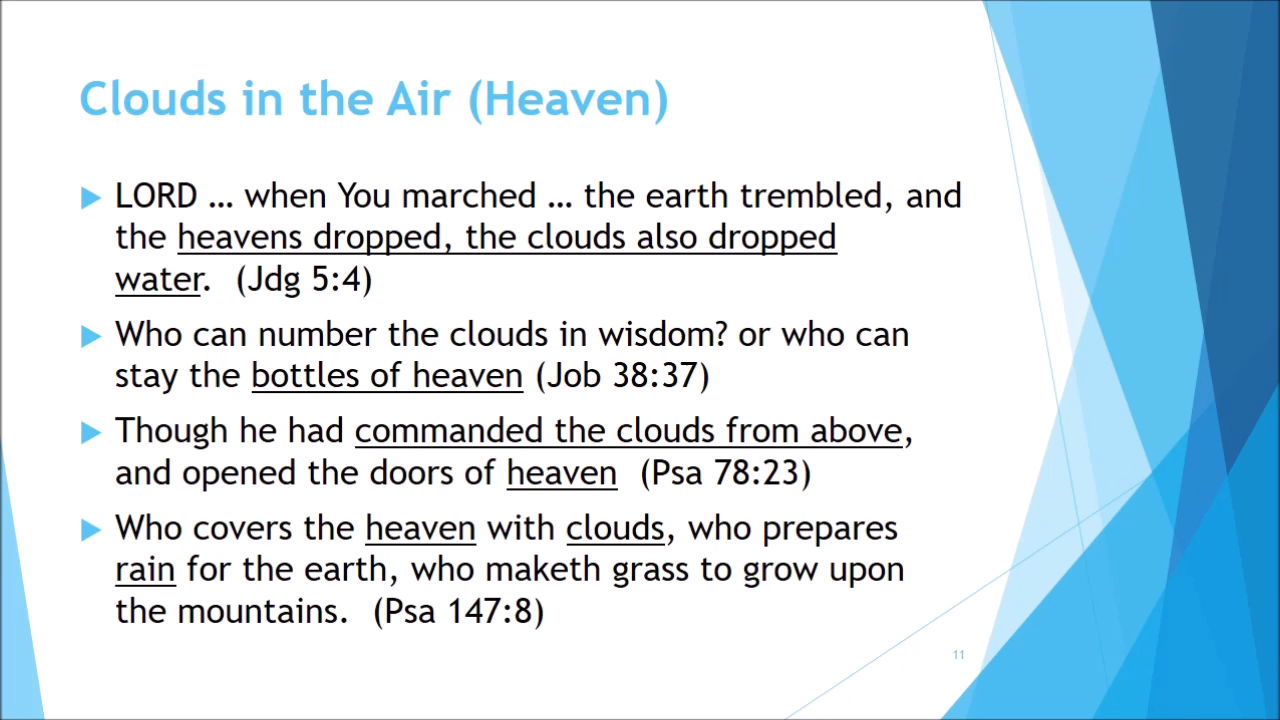 Clouds in the Air (Heaven)
LORD … when You marched … the earth trembled, and
the heavens dropped, the clouds also dropped
water.  (Jdg 5:4)
Who can number the clouds in wisdom? or who can
stay the bottles of heaven (Job 38:37)
Though he had commanded the clouds from above,
and opened the doors of heaven  (Psa 78:23)
Who covers the heaven with clouds, who prepares
rain for the earth, who maketh grass to grow upon
the mountains.  (Psa 147:8)
11